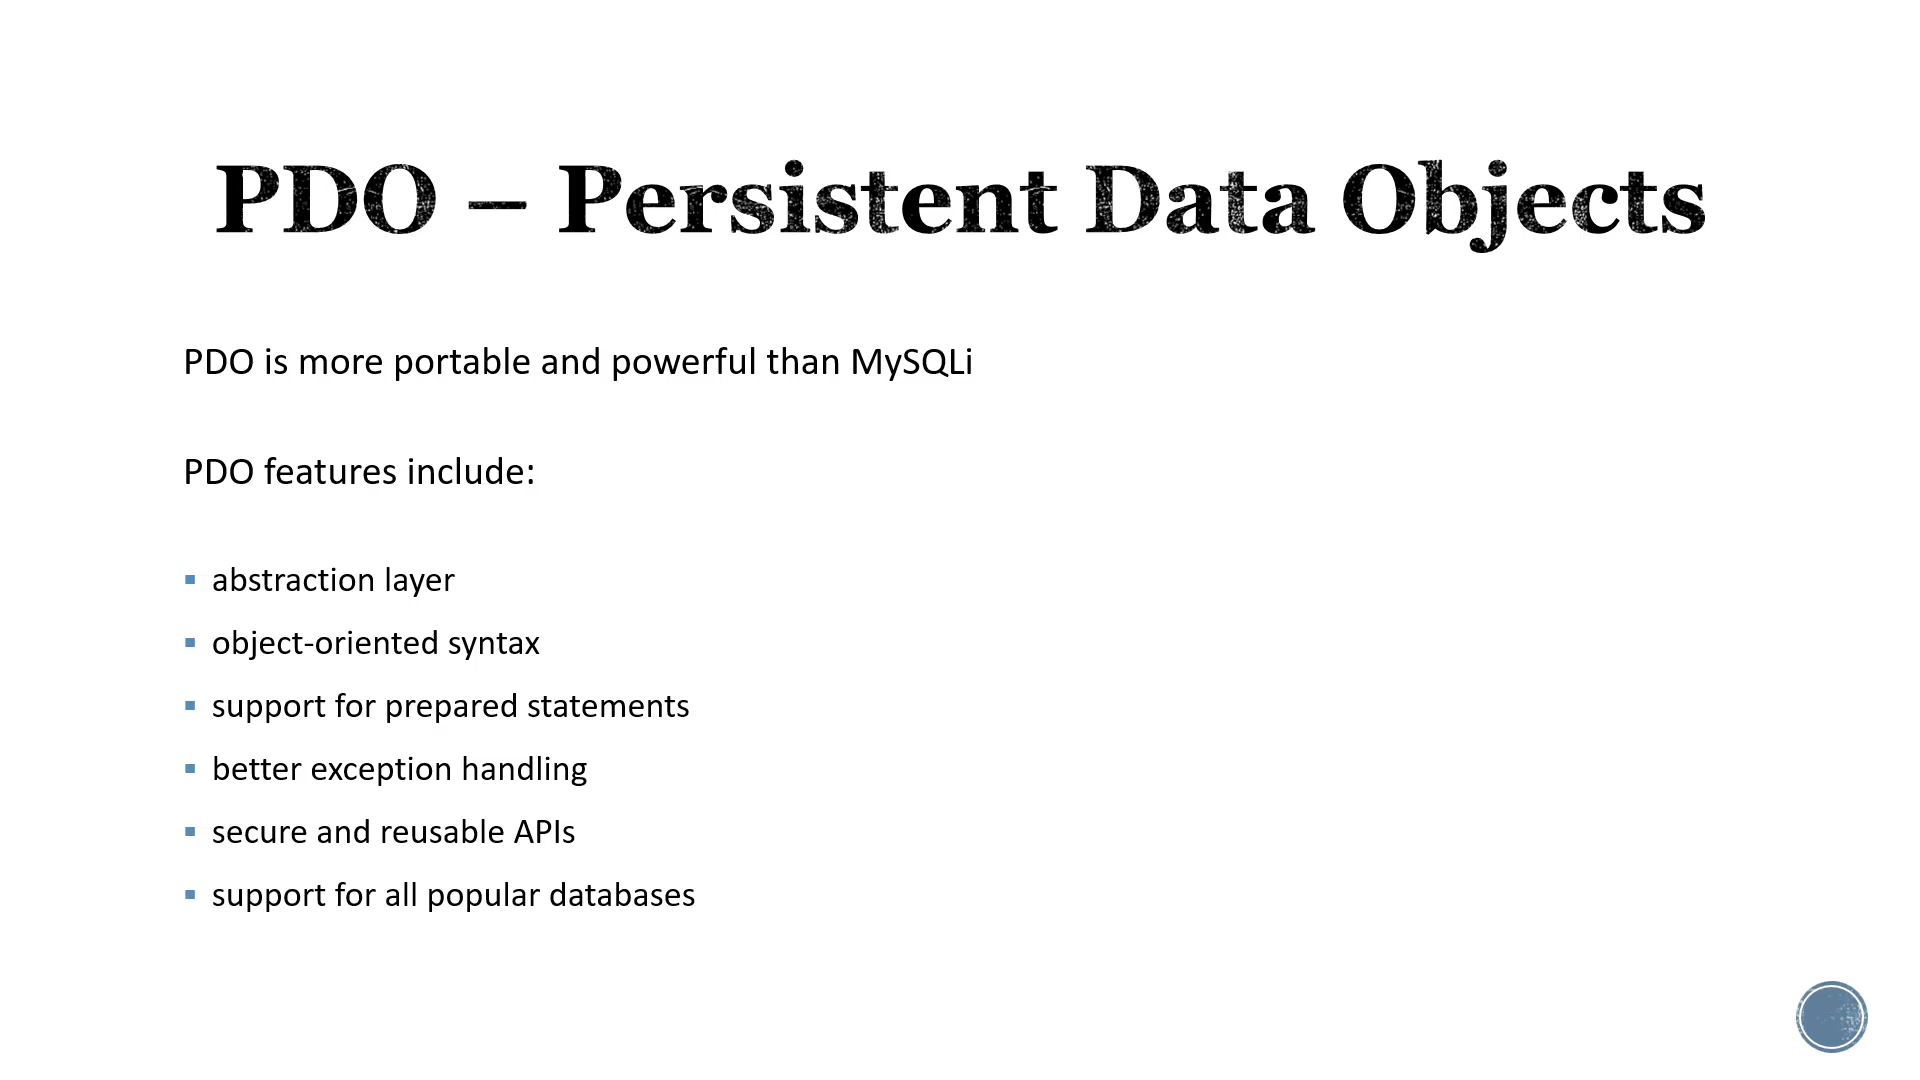 PDO – Persistent Data Objects
PDO is more portable and powerful than MySQLi
PDO features include:
▪ abstraction layer
▪ object-oriented syntax
▪ support for prepared statements
▪ better exception handling
▪ secure and reusable APIs
▪ support for all popular databases